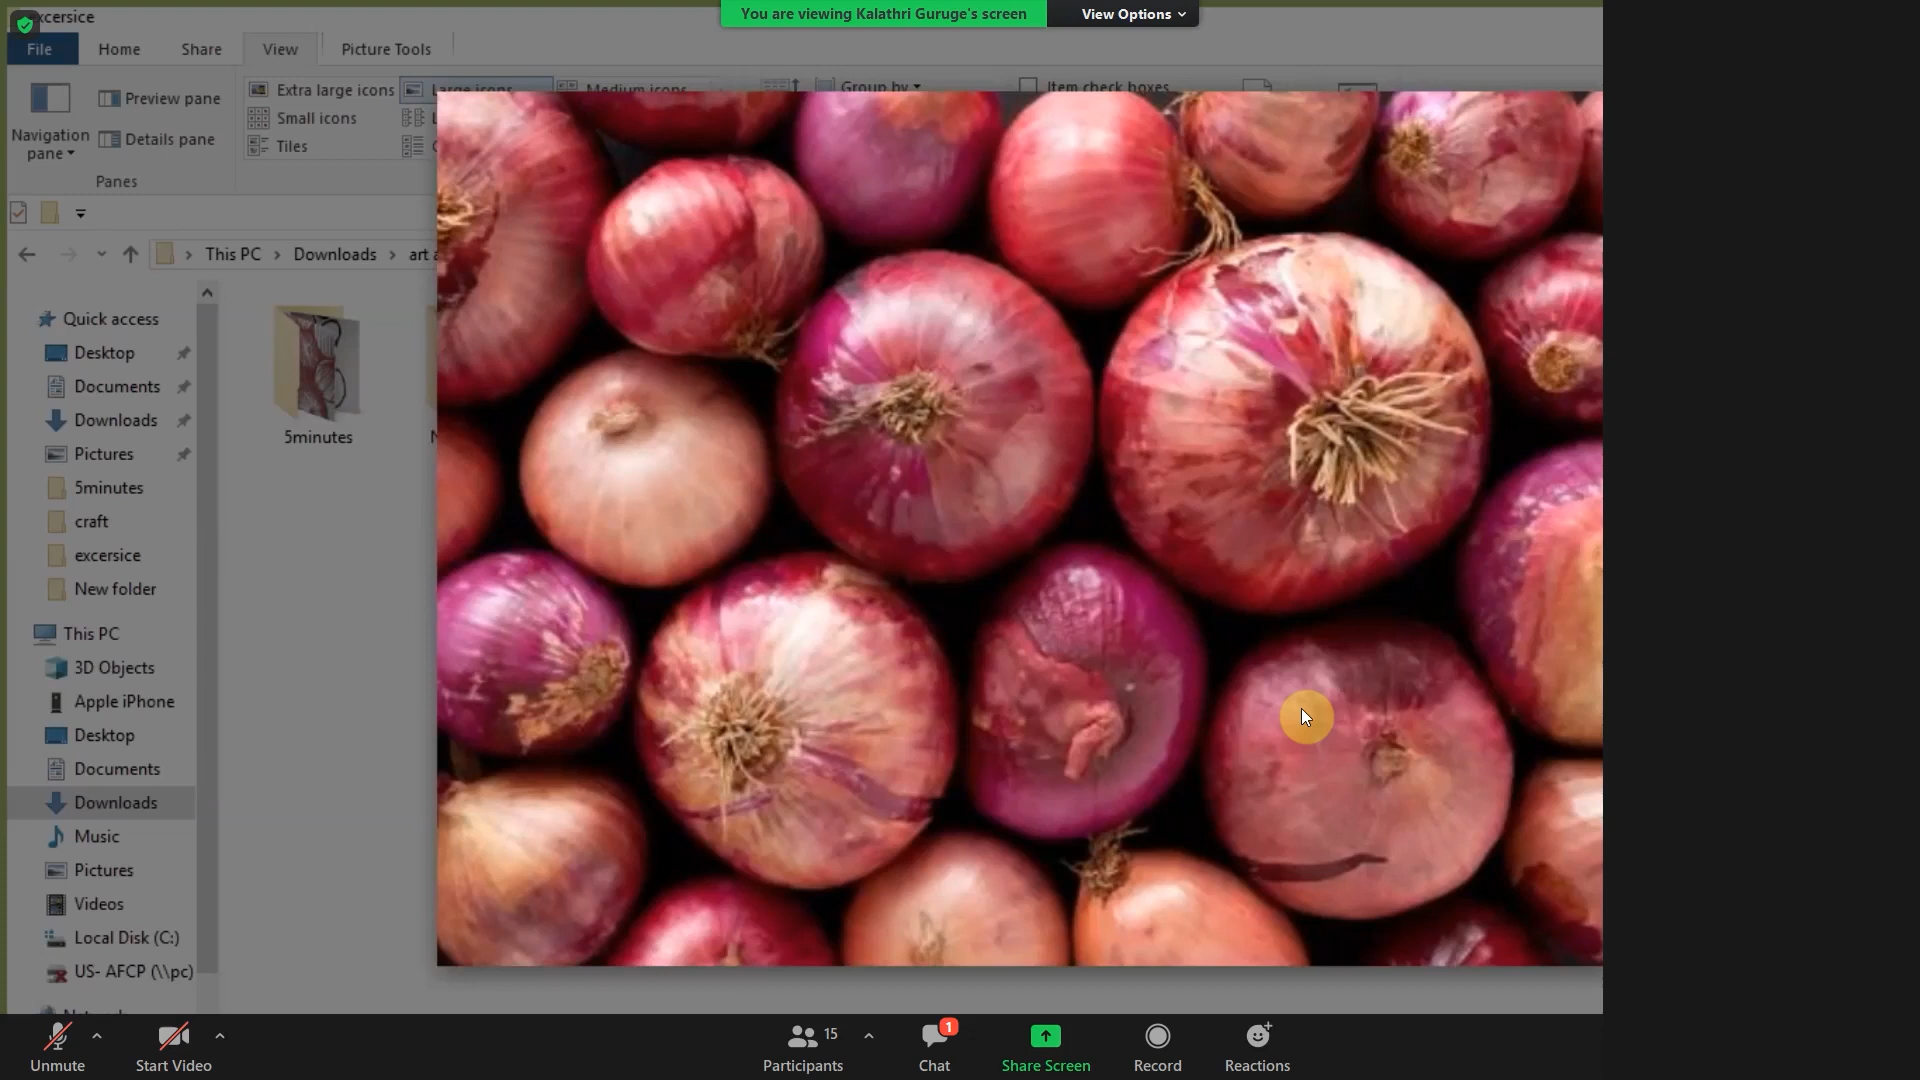 excersice
You are viewing Kalathri Guruge's screen
View Options
File
Home
Share
View
Picture Tools
Extra large icons
Large icons
Medium icons
Group by
Item check boxes
Preview pane
Small icons
Navigation pane
Details pane
Tiles
Panes
This PC
Downloads
art
Quick access
Desktop
Documents
Downloads
Pictures
5minutes
craft
excersice
New folder
This PC
3D Objects
Apple iPhone
Desktop
Documents
Downloads
Music
Pictures
Videos
Local Disk (C:)
US- AFCP (\\pc)
5minutes
Unmute
Start Video
15
Participants
1
Chat
Share Screen
Record
Reactions